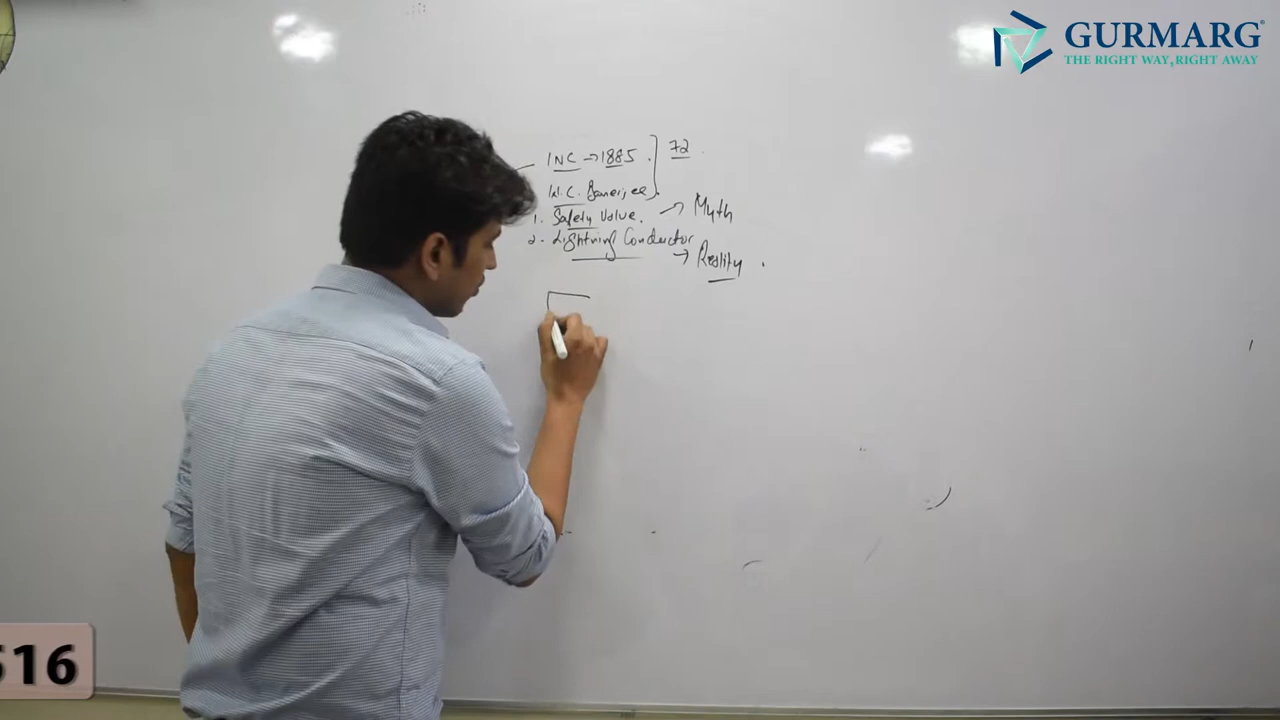 GURMARG
THE RIGHT WAY, RIGHT AWAY
INC → 1885 . 72
W.C. Banerjee
1. Safety Valve. → Myth
2. Lightning Conductor → Reality .
516